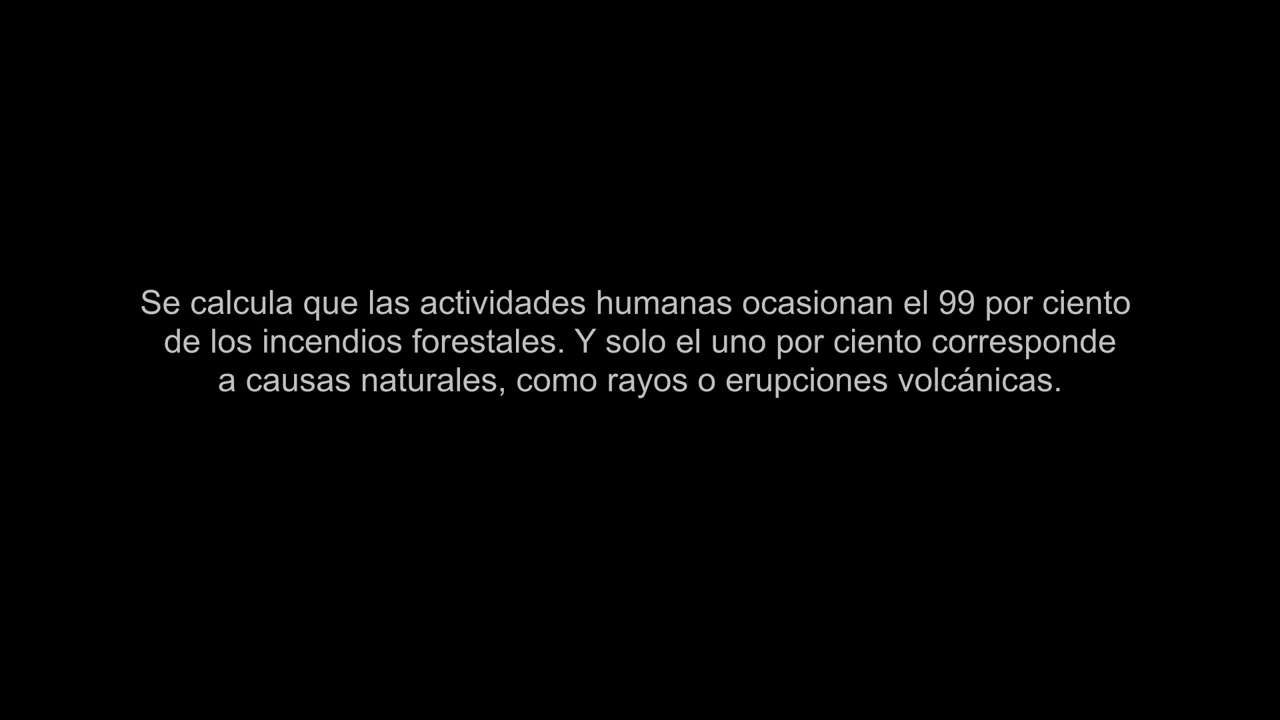 Se calcula que las actividades humanas ocasionan el 99 por ciento
de los incendios forestales. Y solo el uno por ciento corresponde
a causas naturales, como rayos o erupciones volcánicas.